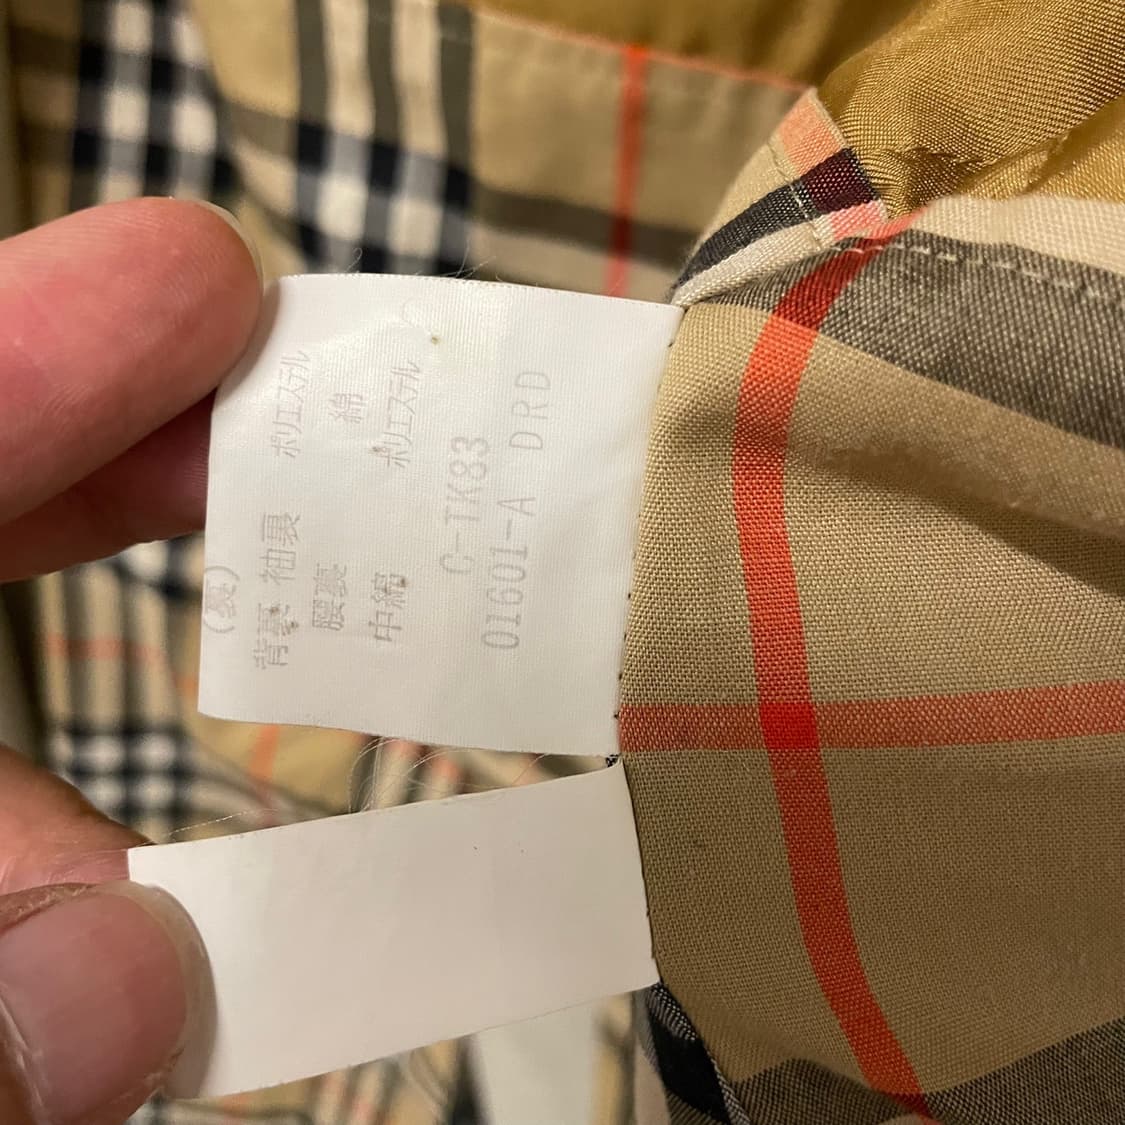 (裏)
背裏 袖裏 ポリエステル
腰裏 綿
中綿 ポリエステル
C-TK83
01601-A DRD